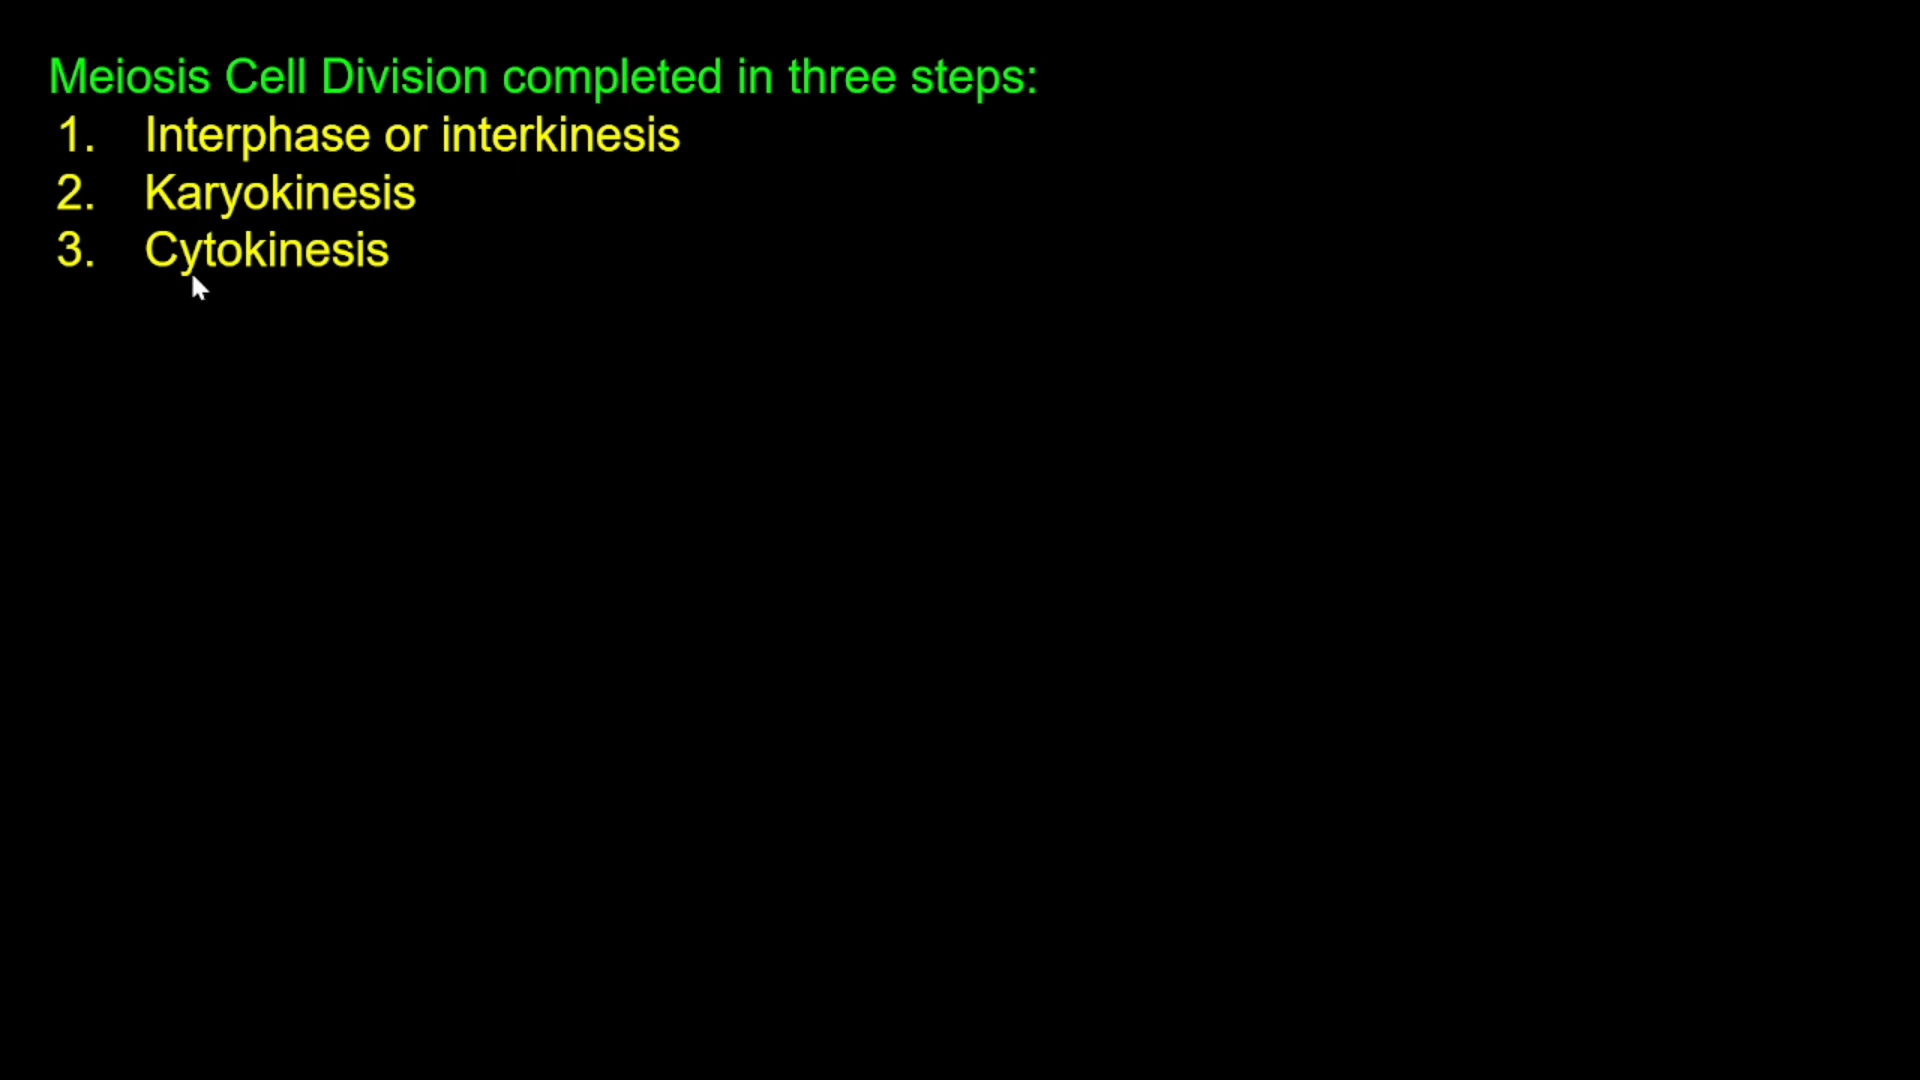 Meiosis Cell Division completed in three steps:
1. Interphase or interkinesis
2. Karyokinesis
3. Cytokinesis